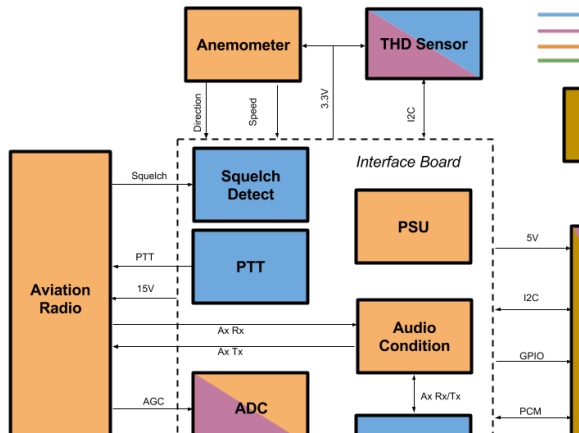 Anemometer
THD Sensor
Direction
Speed
3.3V
I2C
Interface Board
Squelch
Squelch
Detect
PSU
PTT
PTT
5V
Aviation
Radio
15V
I2C
Ax Rx
Audio
Condition
Ax Tx
GPIO
Ax Rx/Tx
AGC
ADC
PCM